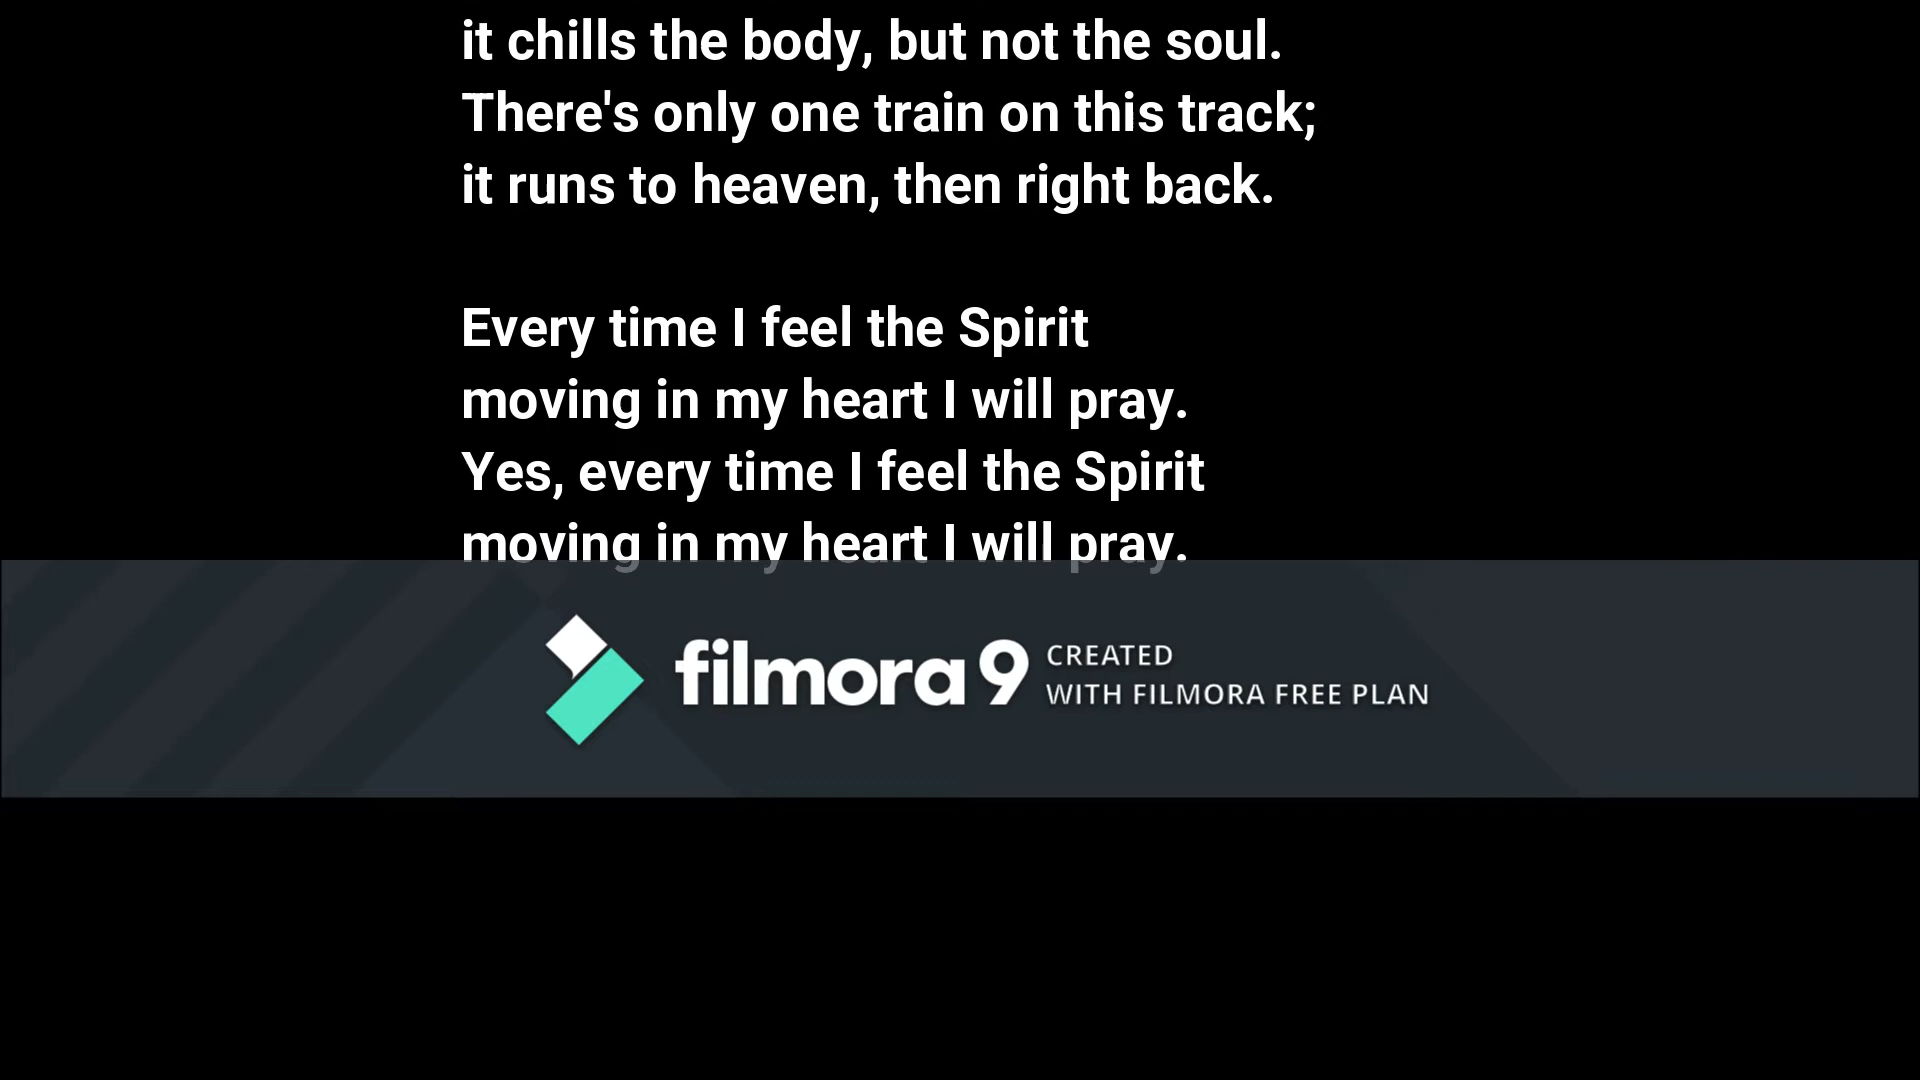 it chills the body, but not the soul.
There's only one train on this track;
it runs to heaven, then right back.
Every time I feel the Spirit
moving in my heart I will pray.
Yes, every time I feel the Spirit
moving in my heart I will pray.
filmora 9 CREATED
WITH FILMORA FREE PLAN